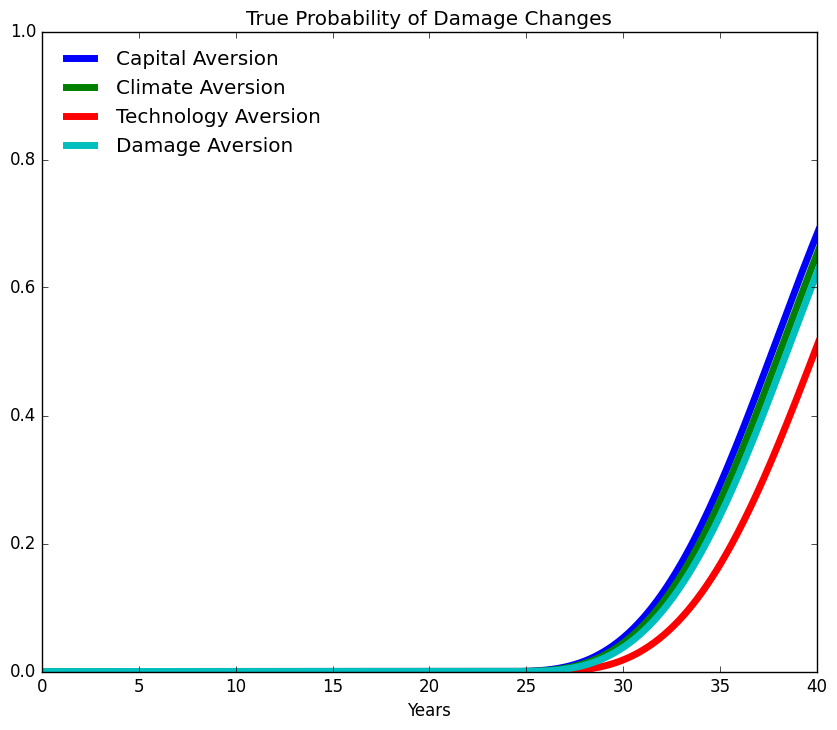 True Probability of Damage Changes
1.0
Capital Aversion
Climate Aversion
Technology Aversion
Damage Aversion
0.8
0.6
0.4
0.2
0.0
0 5 10 15 20 25 30 35 40
Years